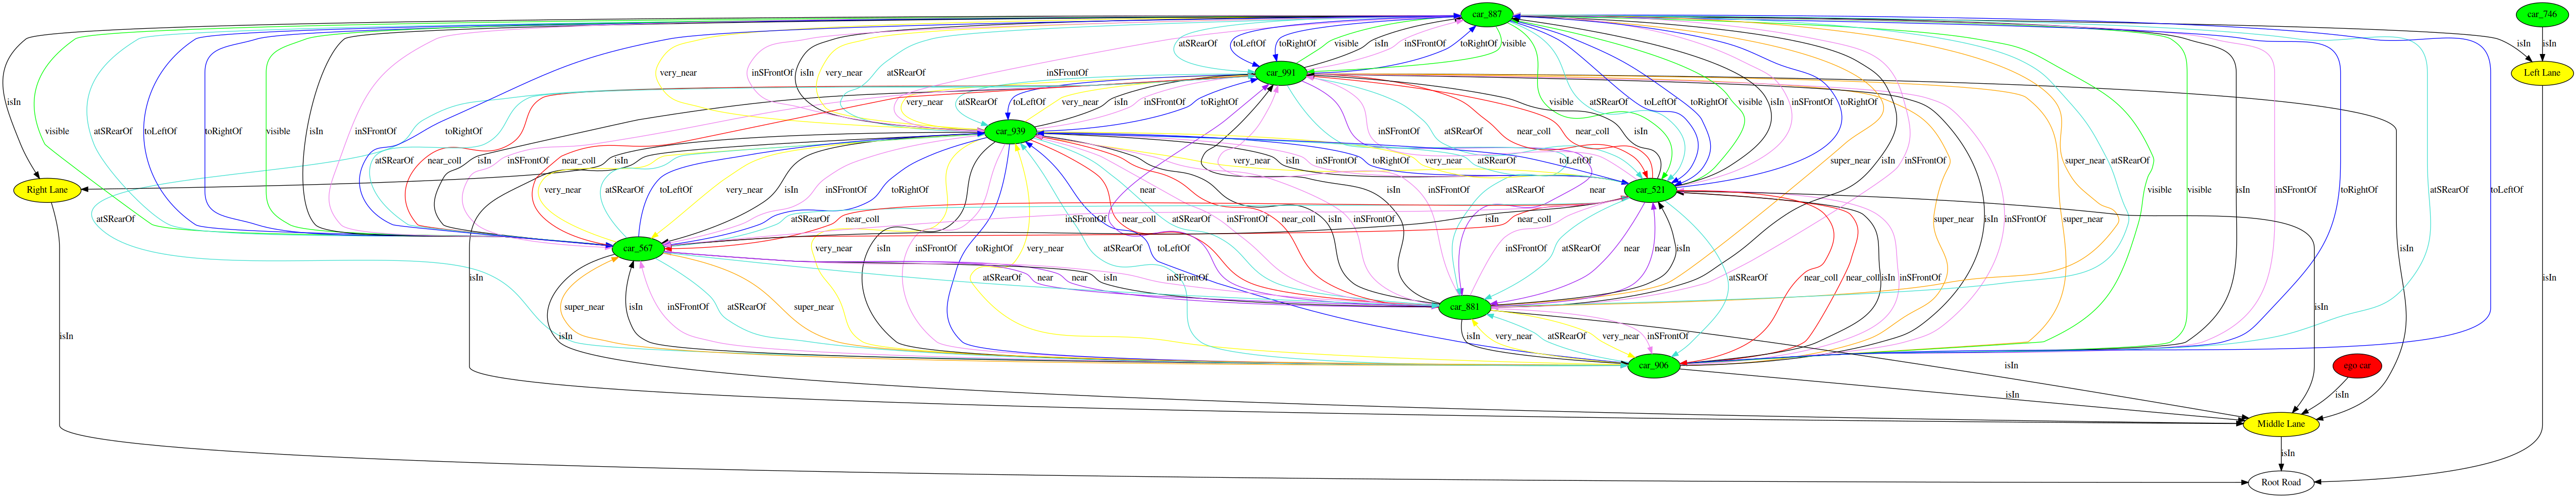 car_887 car_746
isIn isIn isIn
atSRearOf toLeftOf toRightOf visible isIn inSFrontOf toRightOf visible
very_near inSFrontOf isIn very_near atSRearOf inSFrontOf car_991 Left Lane
isIn very_near atSRearOf toLeftOf very_near isIn inSFrontOf toRightOf visible atSRearOf toLeftOf toRightOf visible isIn inSFrontOf toRightOf
visible atSRearOf toLeftOf toRightOf visible isIn inSFrontOf toRightOf car_939 inSFrontOf atSRearOf near_coll near_coll isIn
atSRearOf near_coll isIn inSFrontOf near_coll isIn very_near isIn inSFrontOf toRightOf very_near atSRearOf toLeftOf super_near isIn inSFrontOf super_near atSRearOf
Right Lane very_near atSRearOf toLeftOf very_near isIn inSFrontOf toRightOf near isIn inSFrontOf atSRearOf near car_521 visible visible isIn inSFrontOf toRightOf atSRearOf toLeftOf
atSRearOf atSRearOf near_coll inSFrontOf near_coll atSRearOf inSFrontOf near_coll isIn inSFrontOf isIn near_coll super_near isIn inSFrontOf super_near
car_567 very_near isIn inSFrontOf toRightOf very_near atSRearOf toLeftOf inSFrontOf atSRearOf near near isIn isIn
isIn atSRearOf near near isIn inSFrontOf atSRearOf near_coll near_coll isIn inSFrontOf isIn
super_near isIn inSFrontOf atSRearOf super_near car_881 isIn
isIn isIn isIn very_near atSRearOf very_near inSFrontOf
car_906 isIn ego car
isIn isIn
Middle Lane
isIn
Root Road